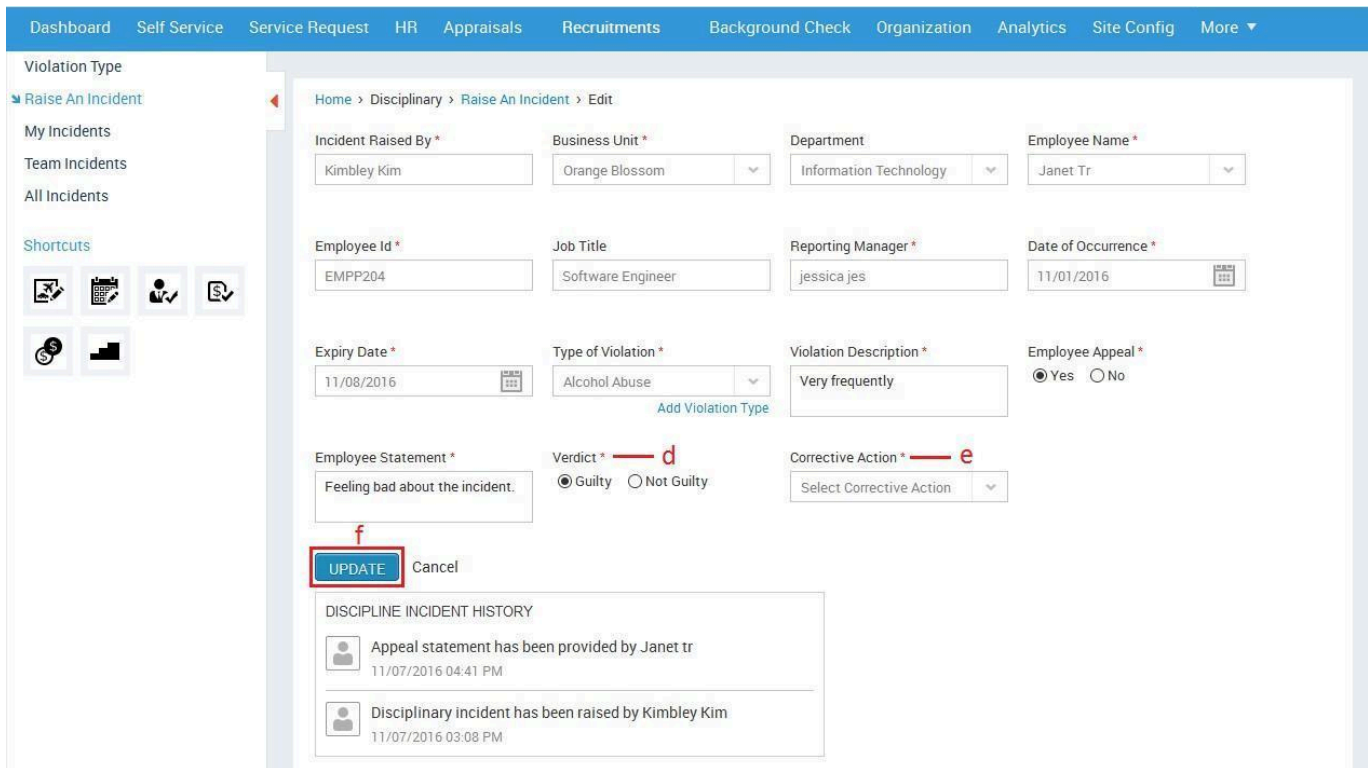 Dashboard Self Service Service Request HR Appraisals Recruitments Background Check Organization Analytics Site Config More
Violation Type
Raise An Incident
My Incidents
Team Incidents
All Incidents
Shortcuts
Home › Disciplinary › Raise An Incident › Edit
Incident Raised By * Business Unit * Department Employee Name *
Kimbley Kim Orange Blossom Information Technology Janet Tr
Employee Id * Job Title Reporting Manager * Date of Occurrence *
EMPP204 Software Engineer jessica jes 11/01/2016
Expiry Date * Type of Violation * Violation Description * Employee Appeal *
11/08/2016 Alcohol Abuse Very frequently Yes No
Add Violation Type
Employee Statement * Verdict * d Corrective Action * e
Feeling bad about the incident. Guilty Not Guilty Select Corrective Action
f
UPDATE Cancel
DISCIPLINE INCIDENT HISTORY
Appeal statement has been provided by Janet tr
11/07/2016 04:41 PM
Disciplinary incident has been raised by Kimbley Kim
11/07/2016 03:08 PM